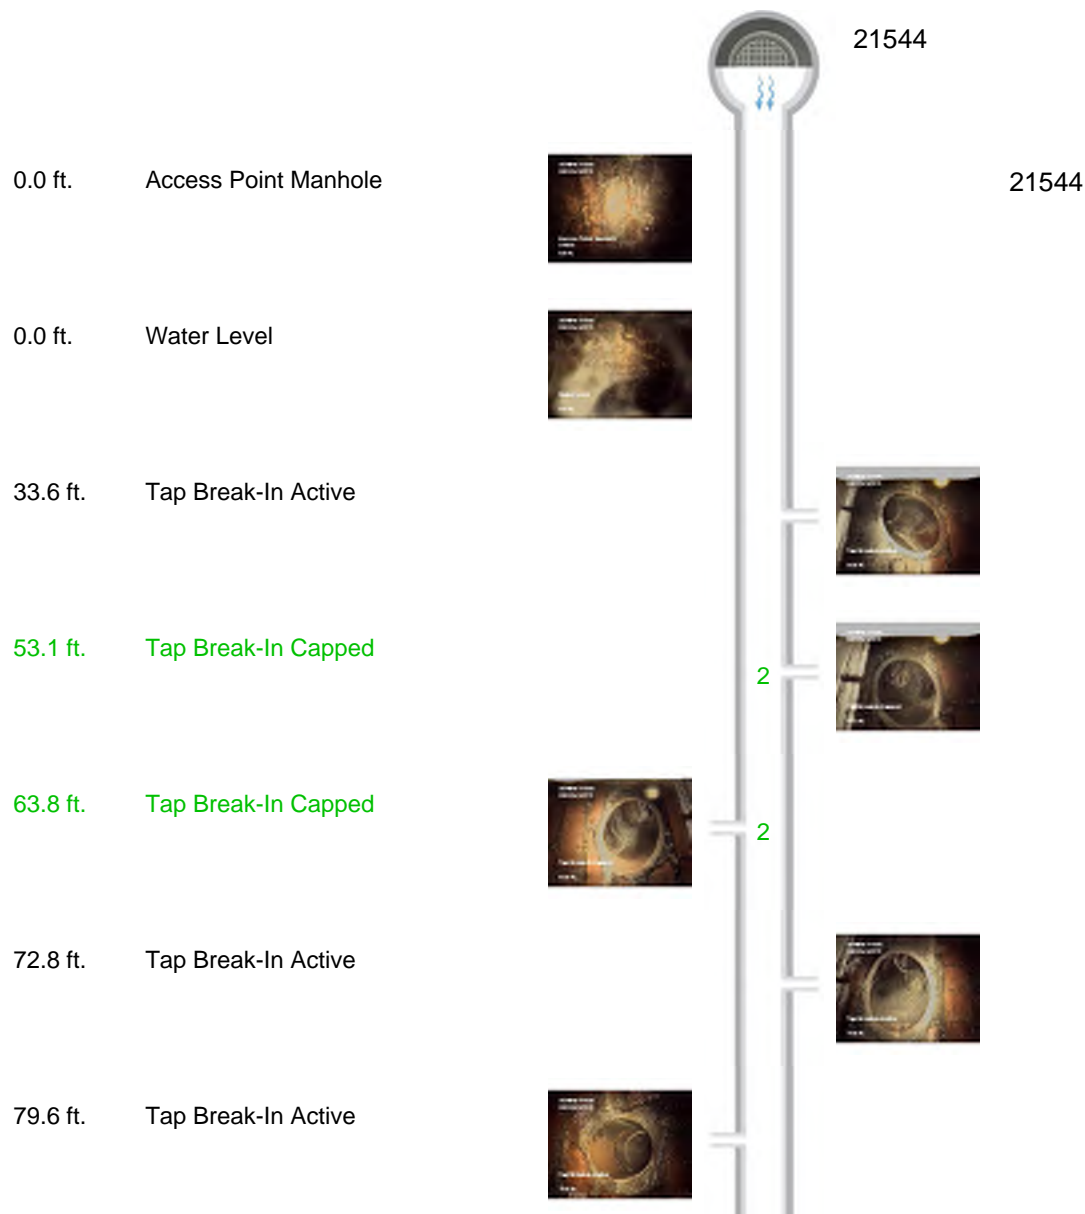 21544
0.0 ft. Access Point Manhole 21544
0.0 ft. Water Level
33.6 ft. Tap Break-In Active
53.1 ft. Tap Break-In Capped 2
63.8 ft. Tap Break-In Capped 2
72.8 ft. Tap Break-In Active
79.6 ft. Tap Break-In Active